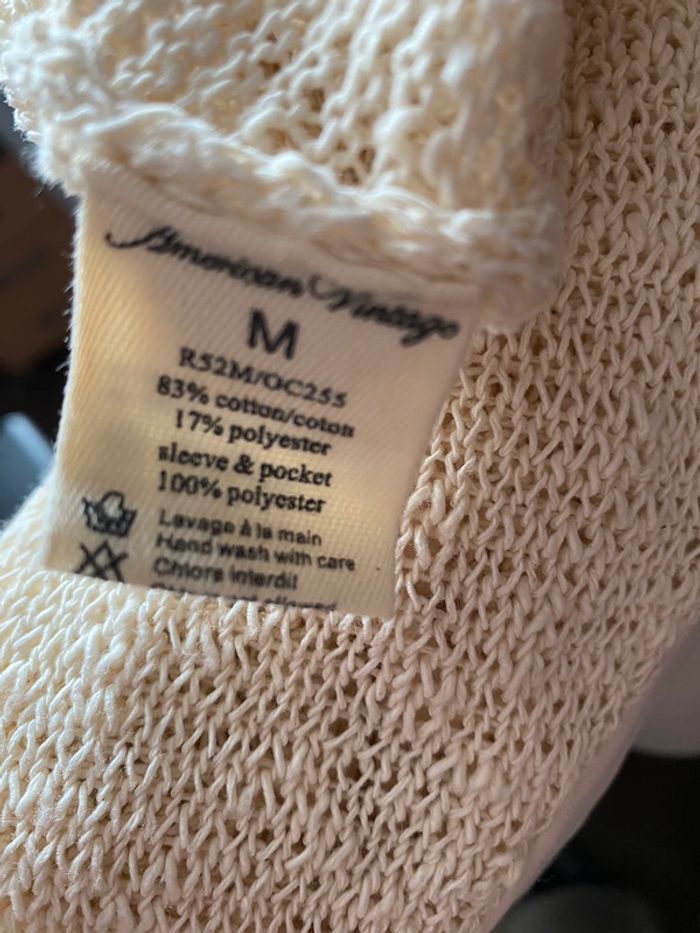 American Vintage
M
R52M/OC255
83% cotton/coton
17% polyester
sleeve & pocket
100% polyester
Lavage à la main
Hand wash with care
Chlore interdit